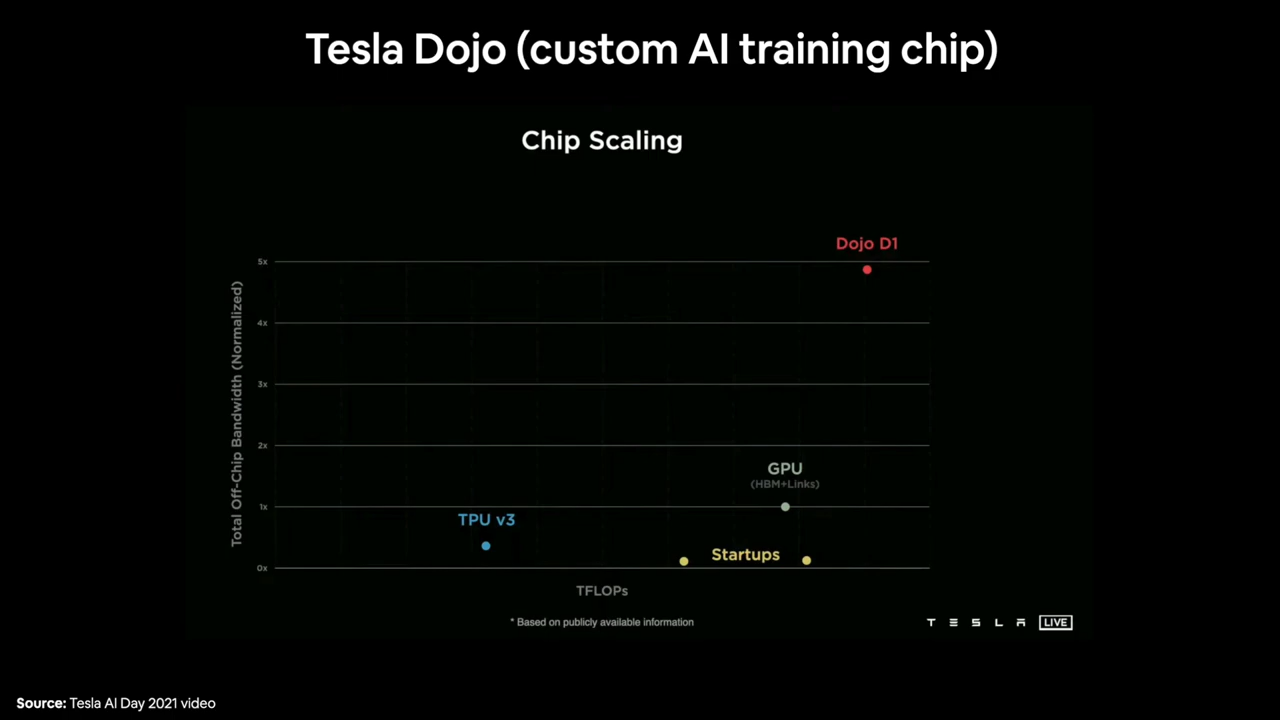 Tesla Dojo (custom AI training chip)
Chip Scaling
Total Off-Chip Bandwidth (Normalized)
5x
4x
3x
2x
1x
0x
Dojo D1
GPU
(HBM+Links)
TPU v3
Startups
TFLOPs
* Based on publicly available information
TESLA LIVE
Source: Tesla AI Day 2021 video